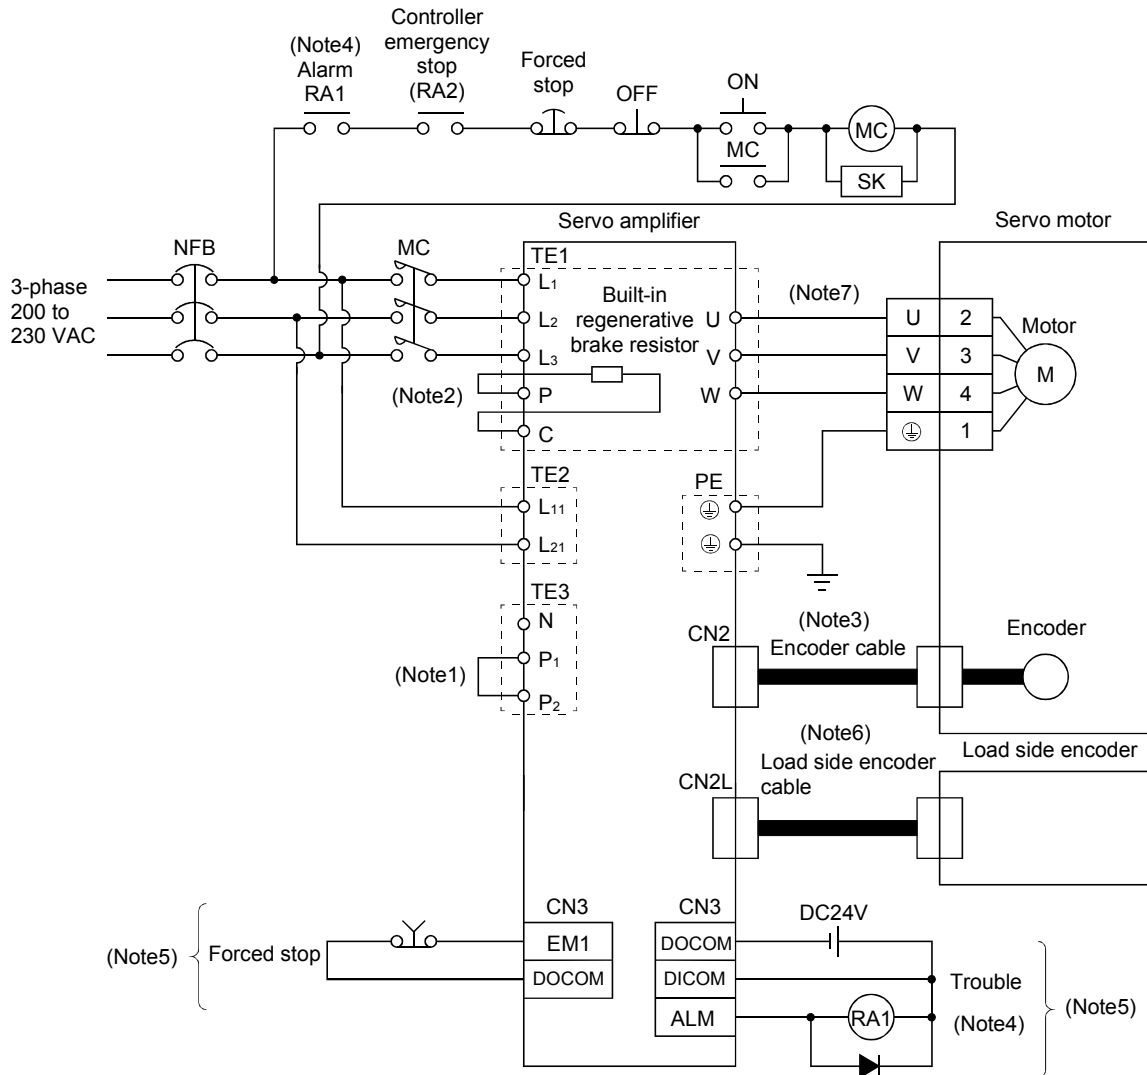 Controller
emergency
stop
(RA2)
(Note4)
Alarm
RA1
Forced
stop
OFF
ON
MC
MC
SK
Servo amplifier
Servo motor
NFB
MC
TE1
3-phase
200 to
230 VAC
L1
L2
L3
Built-in
regenerative
brake resistor
(Note2)
P
C
U
V
W
(Note7)
U 2
V 3
W 4
1
Motor
M
TE2
L11
L21
PE
TE3
N
P1
P2
(Note1)
CN2
(Note3)
Encoder cable
Encoder
CN2L
(Note6)
Load side encoder
cable
Load side encoder
(Note5)
Forced stop
CN3
EM1
DOCOM
CN3
DOCOM
DICOM
ALM
DC24V
RA1
Trouble
(Note4)
(Note5)